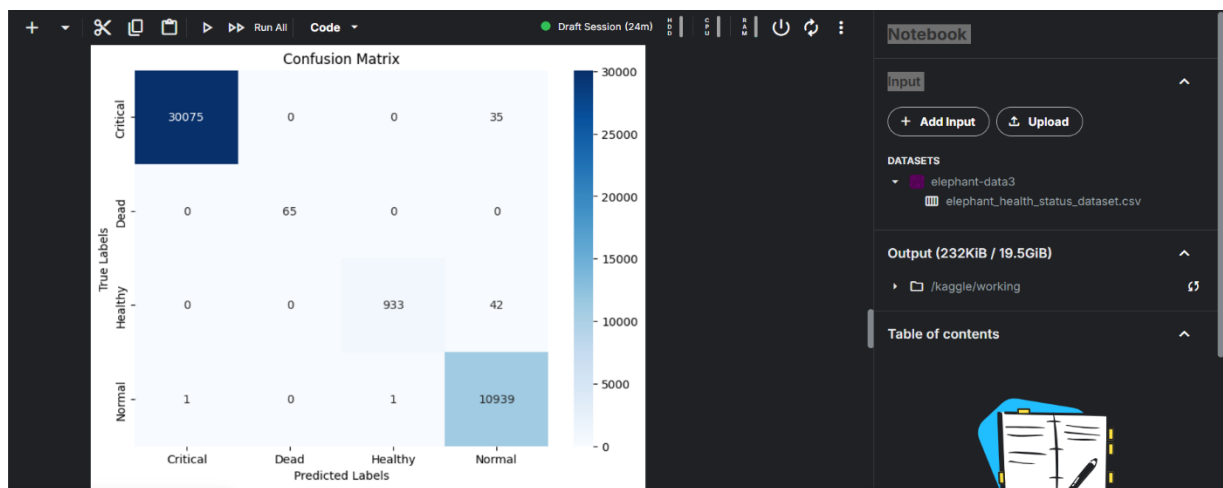 Run All Code Draft Session (24m) HDD CPU RAM
Confusion Matrix
True Labels
Critical
Dead
Healthy
Normal
30075 0 0 35
0 65 0 0
0 0 933 42
1 0 1 10939
Critical Dead Healthy Normal
Predicted Labels
30000
25000
20000
15000
10000
5000
0
Notebook
Input
+ Add Input Upload
DATASETS
elephant-data3
elephant_health_status_dataset.csv
Output (232KiB / 19.5GiB)
/kaggle/working
Table of contents